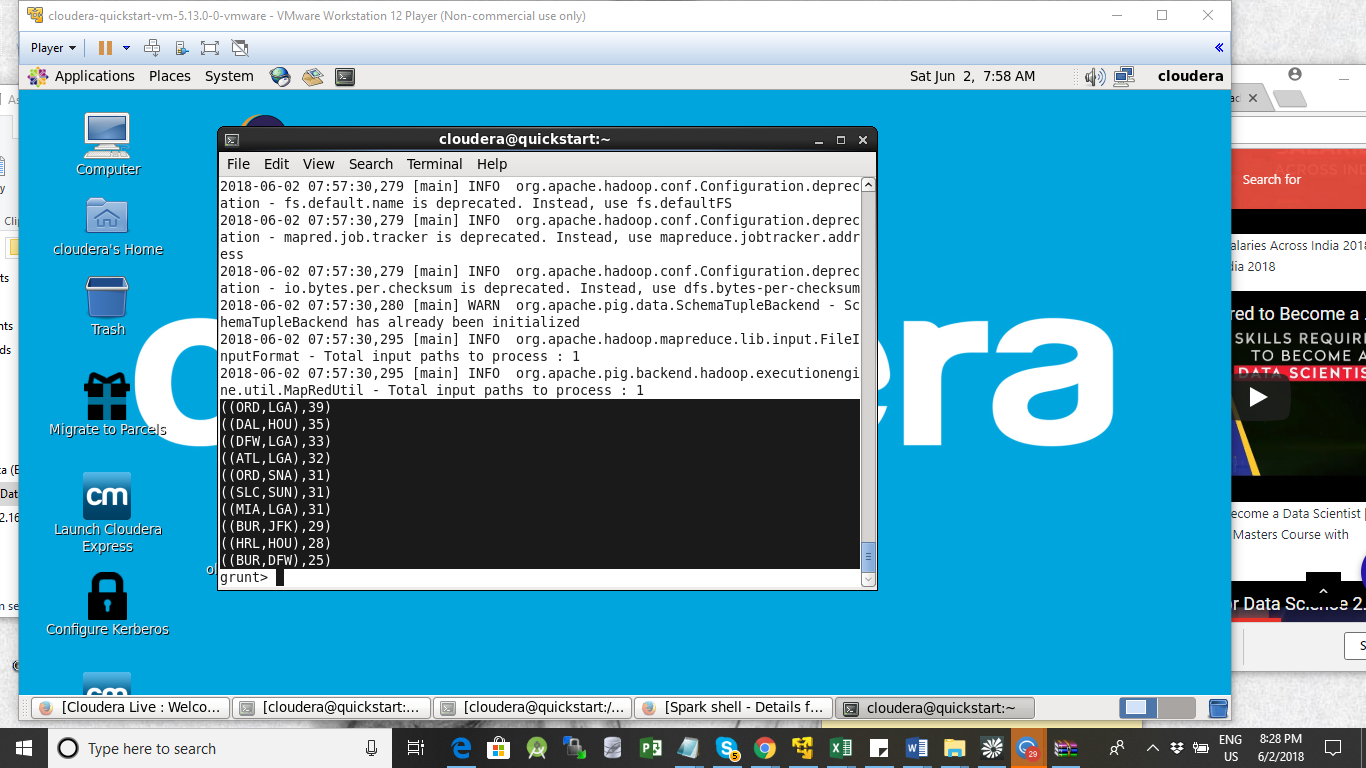 cloudera-quickstart-vm-5.13.0-0-vmware - VMware Workstation 12 Player (Non-commercial use only)
Player
Applications Places System
Sat Jun 2, 7:58 AM
cloudera
Computer
cloudera's Home
Trash
Migrate to Parcels
cm
Launch Cloudera
Express
Configure Kerberos
cm
cloudera@quickstart:~
File Edit View Search Terminal Help
2018-06-02 07:57:30,279 [main] INFO  org.apache.hadoop.conf.Configuration.deprec
ation - fs.default.name is deprecated. Instead, use fs.defaultFS
2018-06-02 07:57:30,279 [main] INFO  org.apache.hadoop.conf.Configuration.deprec
ation - mapred.job.tracker is deprecated. Instead, use mapreduce.jobtracker.addr
ess
2018-06-02 07:57:30,279 [main] INFO  org.apache.hadoop.conf.Configuration.deprec
ation - io.bytes.per.checksum is deprecated. Instead, use dfs.bytes-per-checksum
2018-06-02 07:57:30,280 [main] WARN  org.apache.pig.data.SchemaTupleBackend - Sc
hemaTupleBackend has already been initialized
2018-06-02 07:57:30,295 [main] INFO  org.apache.hadoop.mapreduce.lib.input.FileI
nputFormat - Total input paths to process : 1
2018-06-02 07:57:30,295 [main] INFO  org.apache.pig.backend.hadoop.executionengi
ne.util.MapRedUtil - Total input paths to process : 1
((ORD,LGA),39)
((DAL,HOU),35)
((DFW,LGA),33)
((ATL,LGA),32)
((ORD,SNA),31)
((SLC,SUN),31)
((MIA,LGA),31)
((BUR,JFK),29)
((HRL,HOU),28)
((BUR,DFW),25)
grunt>
era
Search for
alaries Across India 2018
dia 2018
red to Become a .
SKILLS REQUIRE
TO BECOME A
DATA SCIENTIS
ecome a Data Scientist |
Masters Course with
r Data Science 2.
[Cloudera Live : Welco...
[cloudera@quickstart:...
[cloudera@quickstart:/...
[Spark shell - Details f...
cloudera@quickstart:~
Type here to search
5
29
ENG
US
8:28 PM
6/2/2018